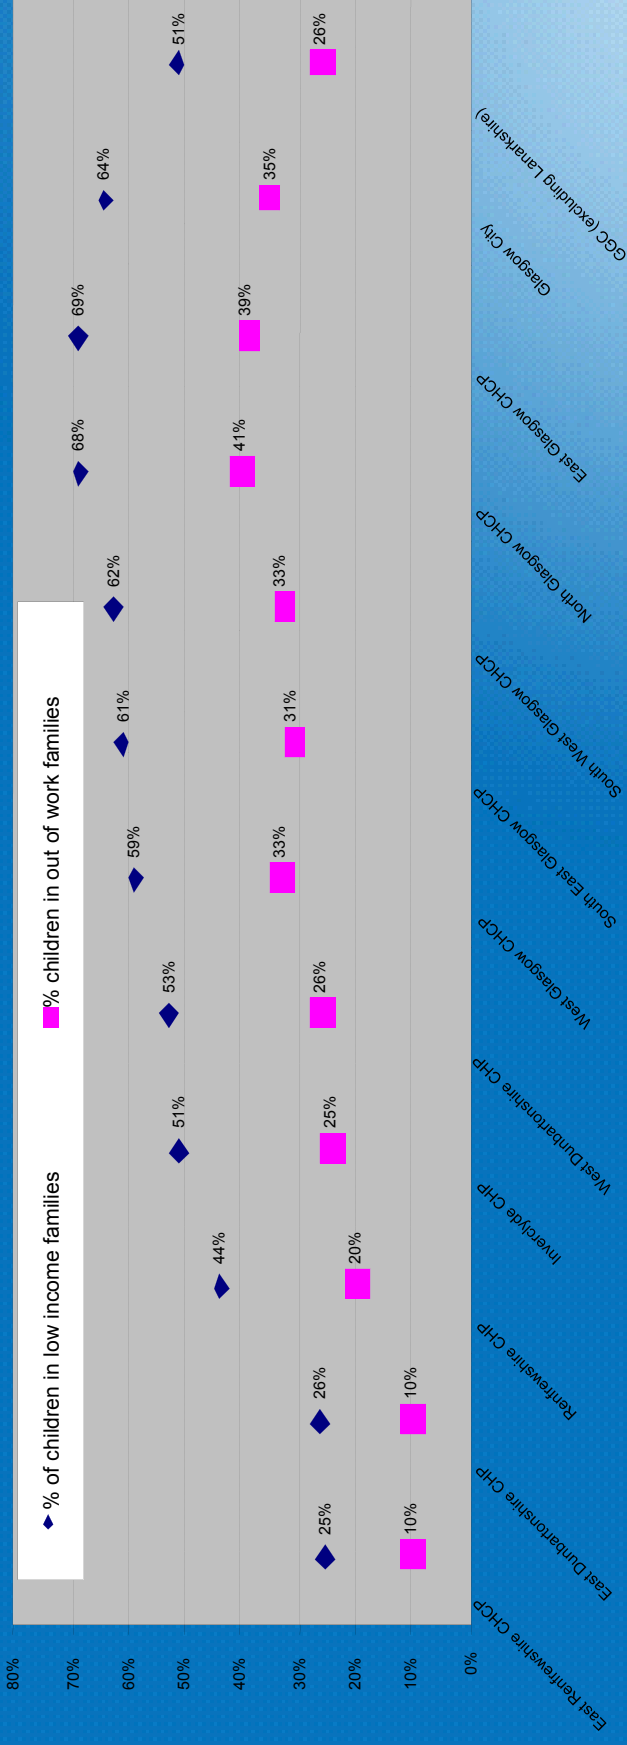 80%
70%
60%
50%
40%
30%
20%
10%
0%
% of children in low income families
% children in out of work families
25%
26%
44%
51%
53%
59%
61%
62%
68%
69%
64%
51%
10%
10%
20%
25%
26%
33%
31%
33%
41%
39%
35%
26%
East Renfrewshire CHCP
East Dunbartonshire CHP
Renfrewshire CHP
Inverclyde CHP
West Dunbartonshire CHP
West Glasgow CHCP
South East Glasgow CHCP
South West Glasgow CHCP
North Glasgow CHCP
East Glasgow CHCP
Glasgow City
GGC (excluding Lanarkshire)